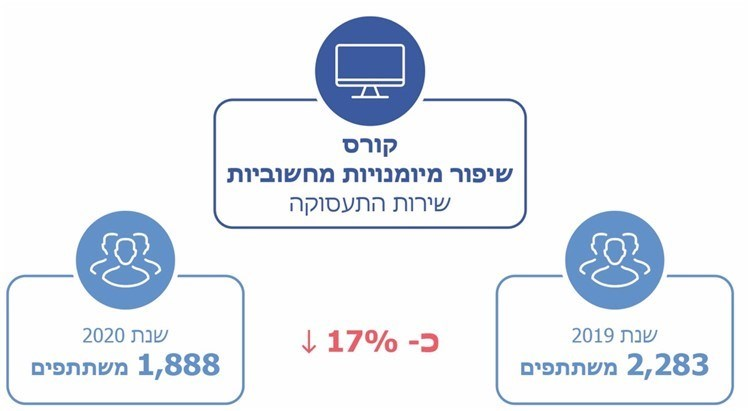 קורס
שיפור מיומנויות מחשוביות
שירות התעסוקה
שנת 2019
2,283 משתתפים
כ- 17% ↓
שנת 2020
1,888 משתתפים